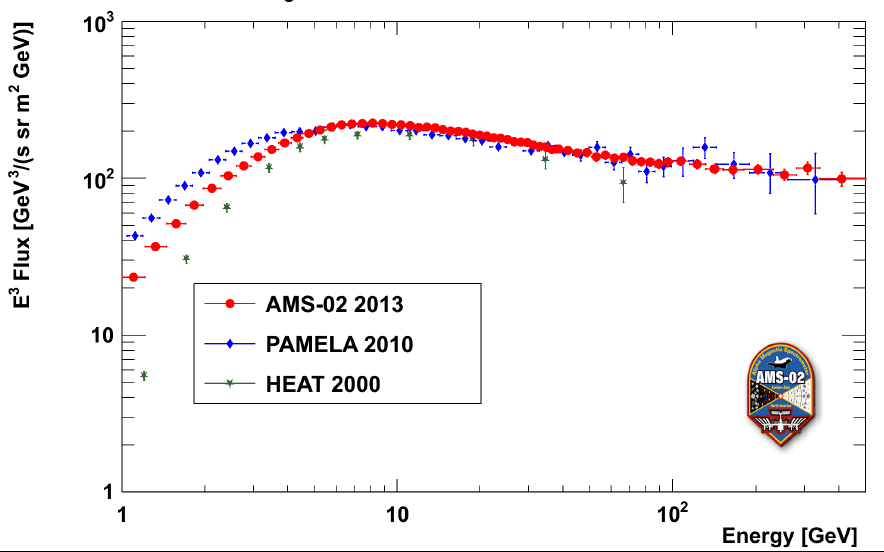 E³ Flux [GeV³/(s sr m² GeV)]
10³
10²
10
1
AMS-02 2013
PAMELA 2010
HEAT 2000
AMS-02
1
10
10²
Energy [GeV]